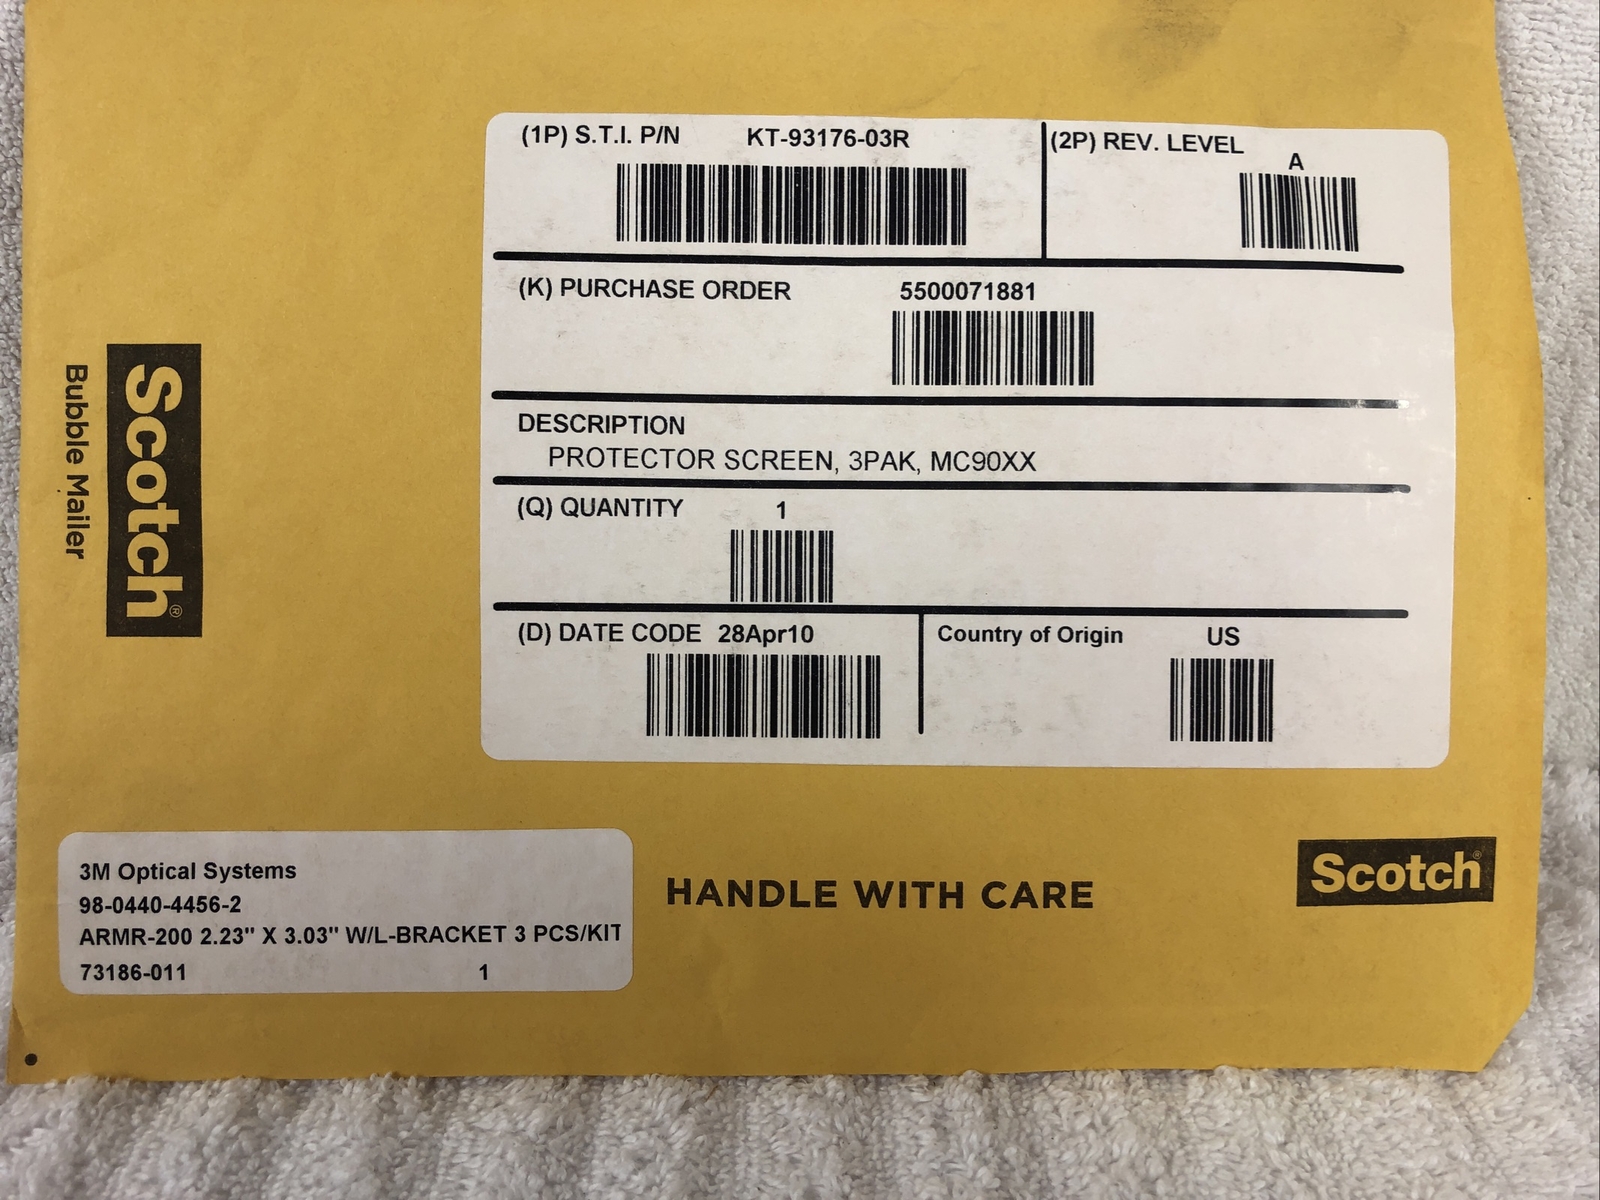 (1P) S.T.I. P/N KT-93176-03R
(2P) REV. LEVEL
A
(K) PURCHASE ORDER 5500071881
DESCRIPTION
PROTECTOR SCREEN, 3PAK, MC90XX
(Q) QUANTITY 1
(D) DATE CODE 28Apr10
Country of Origin US
Scotch®
Bubble Mailer
3M Optical Systems
98-0440-4456-2
ARMR-200 2.23" X 3.03" W/L-BRACKET 3 PCS/KIT
73186-011 1
HANDLE WITH CARE
Scotch®